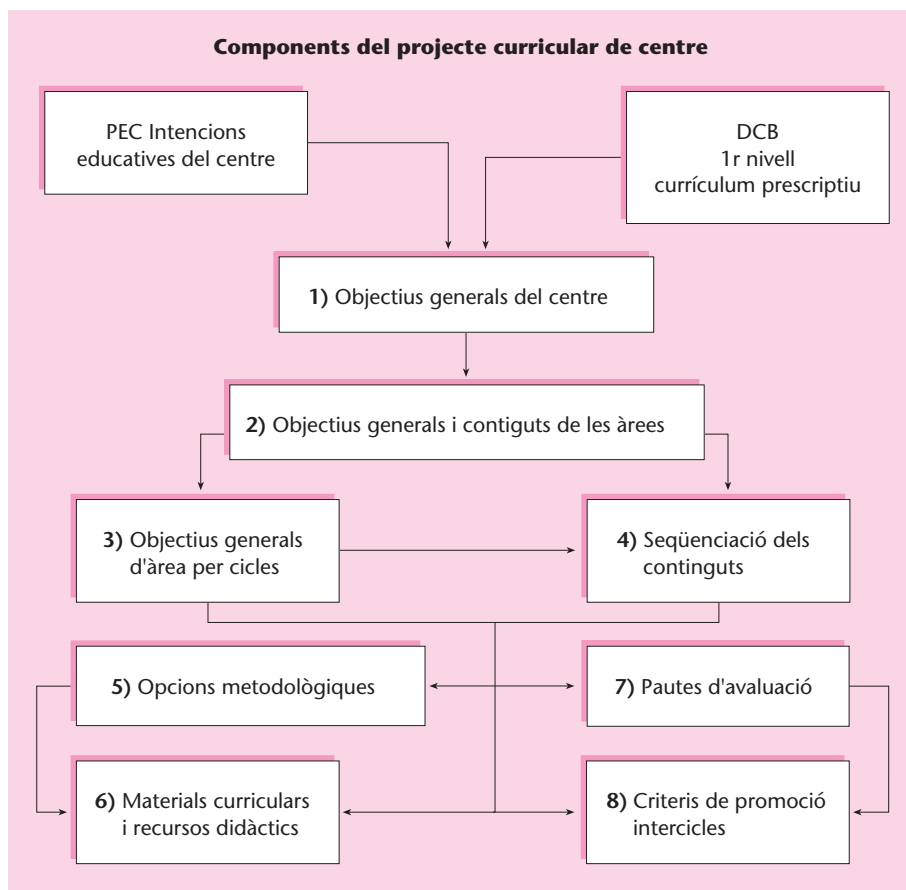 Components del projecte curricular de centre
PEC Intencions
educatives del centre
DCB
1r nivell
currículum prescriptiu
1) Objectius generals del centre
2) Objectius generals i contiguts de les àrees
3) Objectius generals
d'àrea per cicles
4) Seqüenciació dels
continguts
5) Opcions metodològiques
7) Pautes d'avaluació
6) Materials curriculars
i recursos didàctics
8) Criteris de promoció
intercicles